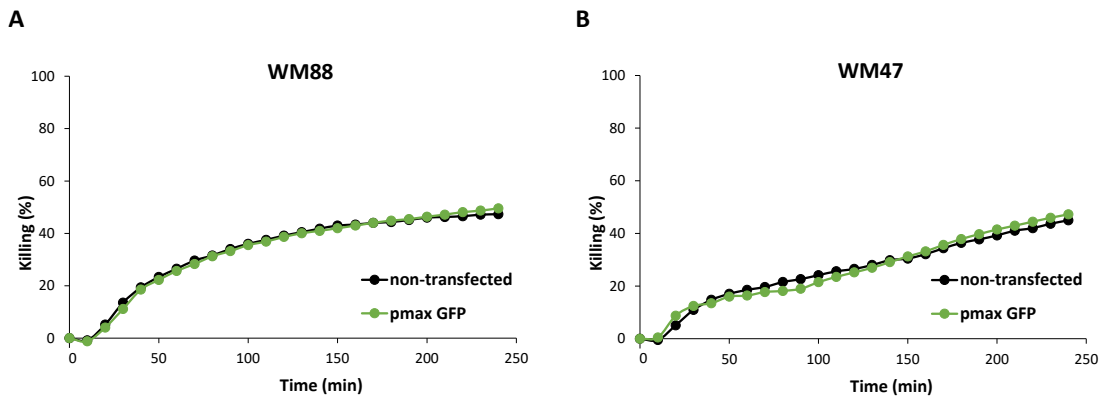 A
WM88
100
80
60
40
20
0
Killing (%)
0 50 100 150 200 250
Time (min)
non-transfected
pmax GFP
B
WM47
100
80
60
40
20
0
Killing (%)
0 50 100 150 200 250
Time (min)
non-transfected
pmax GFP